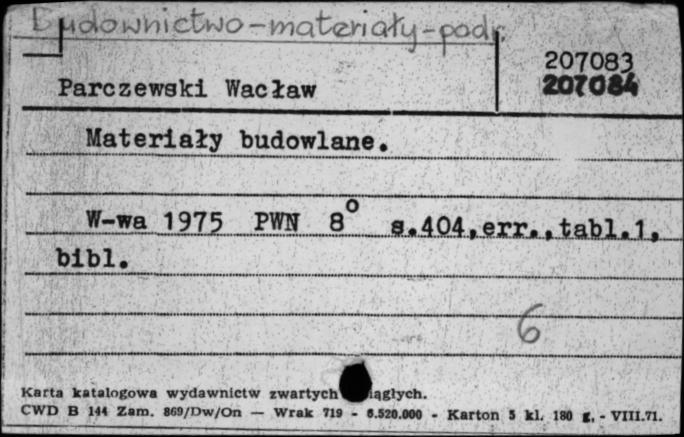 Budownictwo-materiały-podr.
207083
Parczewski Wacław
207084
Materiały budowlane.
W-wa 1975 PWN 8° s.404,err.,tabl.1,
bibl.
6
Karta katalogowa wydawnictw zwartych
CWD B 144 Zam. 869/Dw/On — Wrak 719 - 6.520.000 - Karton 5 kl. 180 g. - VIII.71.